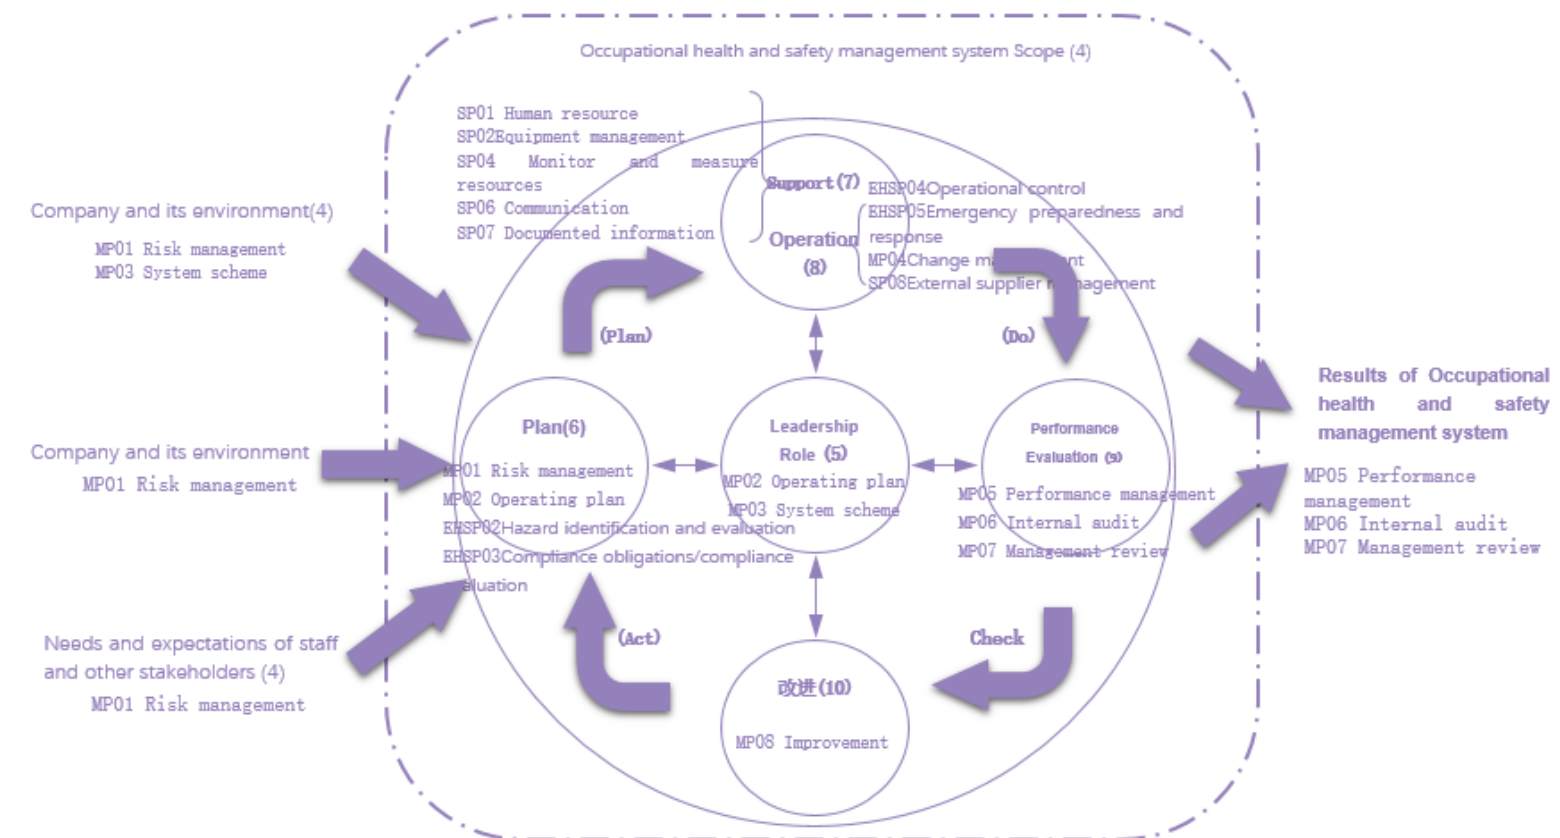 Occupational health and safety management system Scope (4)
SP01 Human resource
SP02Equipment management
SP04 Monitor and measure
resources
SP06 Communication
SP07 Documented information
Support(7)
Operation
(8)
EHSP04Operational control
EHSP05Emergency preparedness and
response
MP04Change
SP08External supplier
Company and its environment(4)
MP01 Risk management
MP03 System scheme
(Plan)
(Do)
Company and its environment
MP01 Risk management
Plan(6)
MP01 Risk management
MP02 Operating plan
EHSP02Hazard identification and evaluation
EHSP03Compliance obligations/compliance
Leadership
Role (5)
MP02 Operating plan
MP03 System scheme
Performance
Evaluation (9)
MP05 Performance management
MP06 Internal audit
MP07 Management review
Results of Occupational
health and safety
management system
MP05 Performance
management
MP06 Internal audit
MP07 Management review
Needs and expectations of staff
and other stakeholders (4)
MP01 Risk management
(Act)
Check
改进(10)
MP08 Improvement